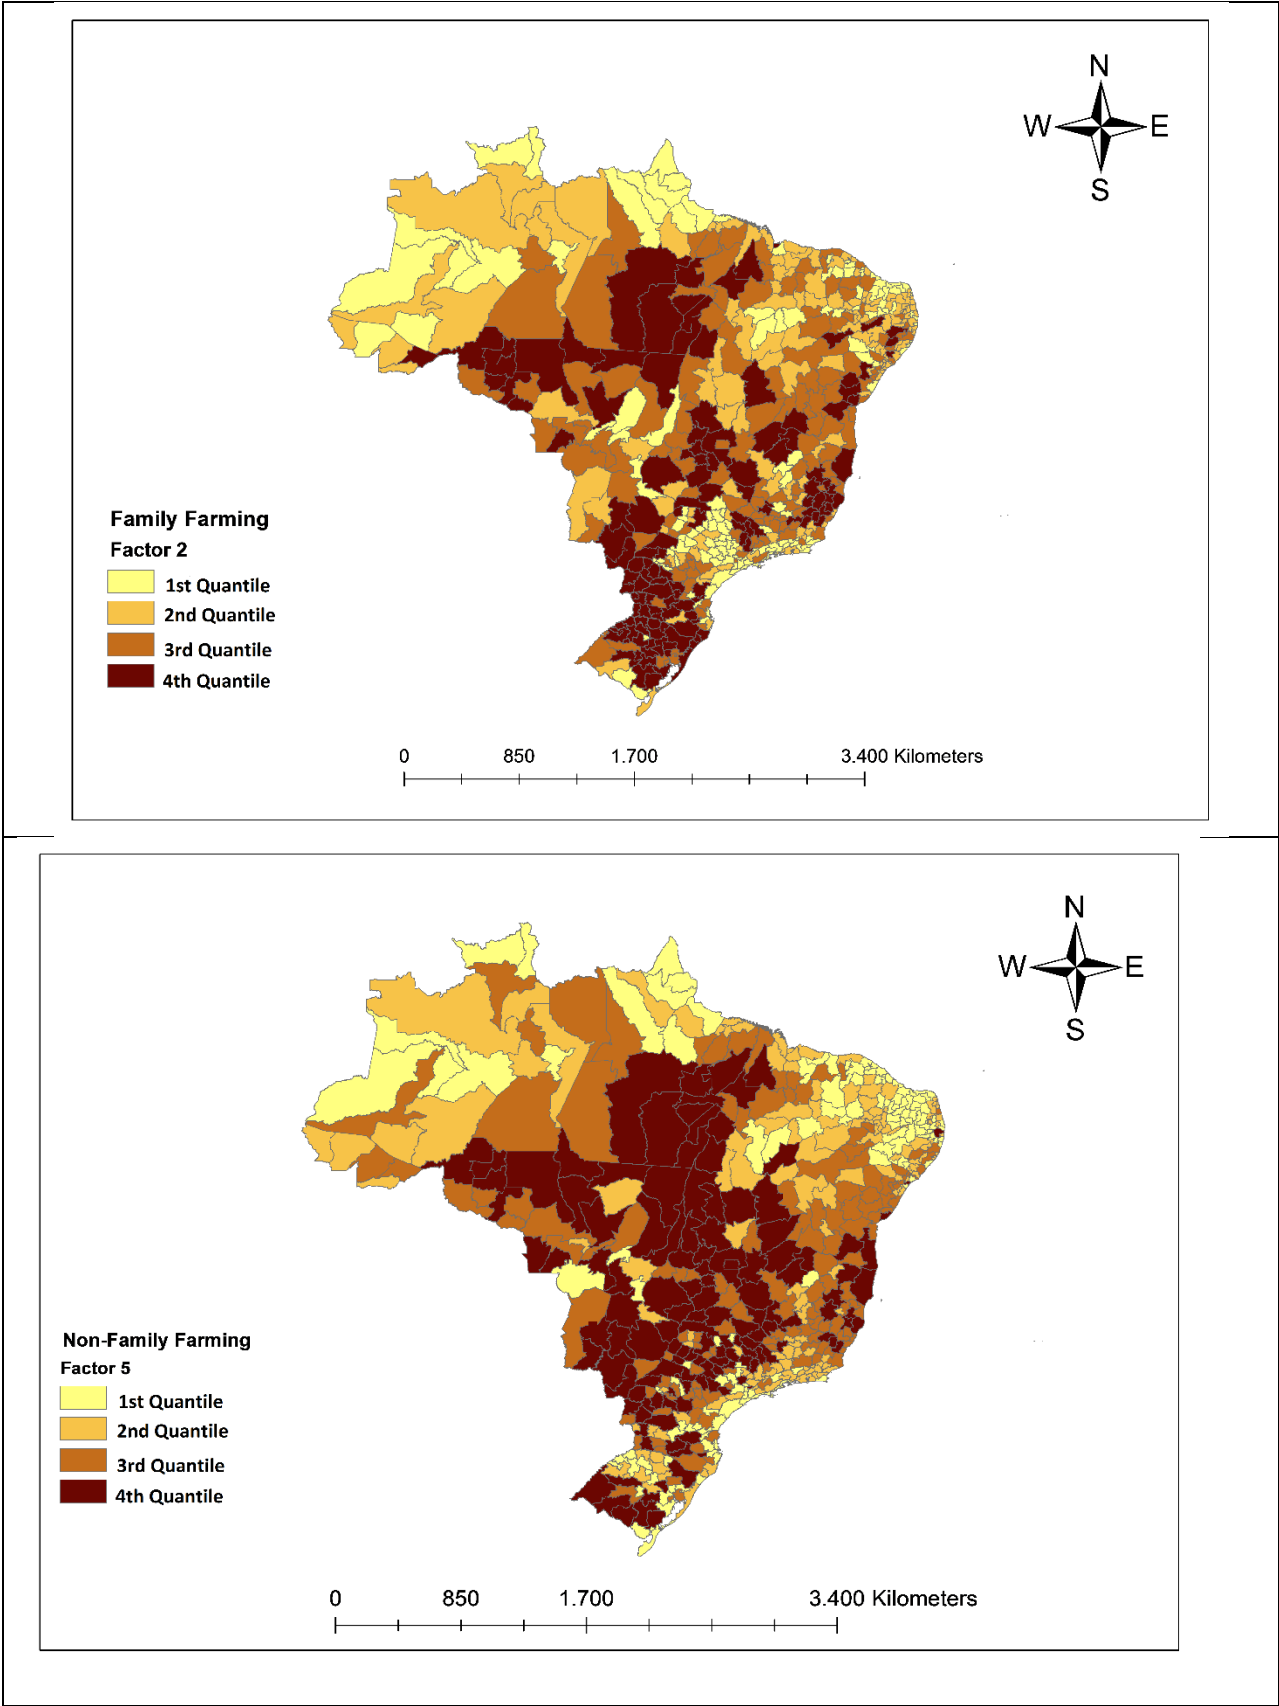 N
W E
S
Family Farming
Factor 2
1st Quantile
2nd Quantile
3rd Quantile
4th Quantile
0 850 1.700 3.400 Kilometers
N
W E
S
Non-Family Farming
Factor 5
1st Quantile
2nd Quantile
3rd Quantile
4th Quantile
0 850 1.700 3.400 Kilometers